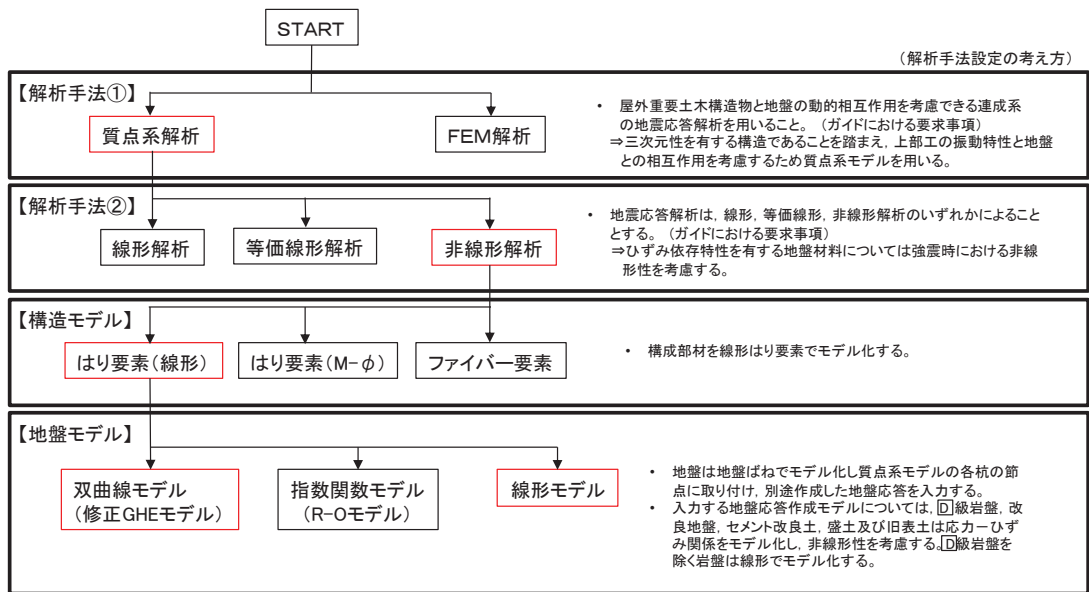 START
(解析手法設定の考え方)
【解析手法①】
質点系解析
FEM解析
・ 屋外重要土木構造物と地盤の動的相互作用を考慮できる連成系
の地震応答解析を用いること。（ガイドにおける要求事項）
⇒三次元性を有する構造であることを踏まえ，上部工の振動特性と地盤
との相互作用を考慮するため質点系モデルを用いる。
【解析手法②】
線形解析
等価線形解析
非線形解析
・ 地震応答解析は，線形，等価線形，非線形解析のいずれかによること
とする。（ガイドにおける要求事項）
⇒ひずみ依存特性を有する地盤材料については強震時における非線
形性を考慮する。
【構造モデル】
はり要素(線形)
はり要素(M-φ)
ファイバー要素
・ 構成部材を線形はり要素でモデル化する。
【地盤モデル】
双曲線モデル
(修正GHEモデル)
指数関数モデル
(R-Oモデル)
線形モデル
・ 地盤は地盤ばねでモデル化し質点系モデルの各杭の節
点に取り付け，別途作成した地盤応答を入力する。
・ 入力する地盤応答作成モデルについては，D級岩盤，改
良地盤，セメント改良土，盛土及び旧表土は応力ーひず
み関係をモデル化し，非線形性を考慮する。D級岩盤を
除く岩盤は線形でモデル化する。